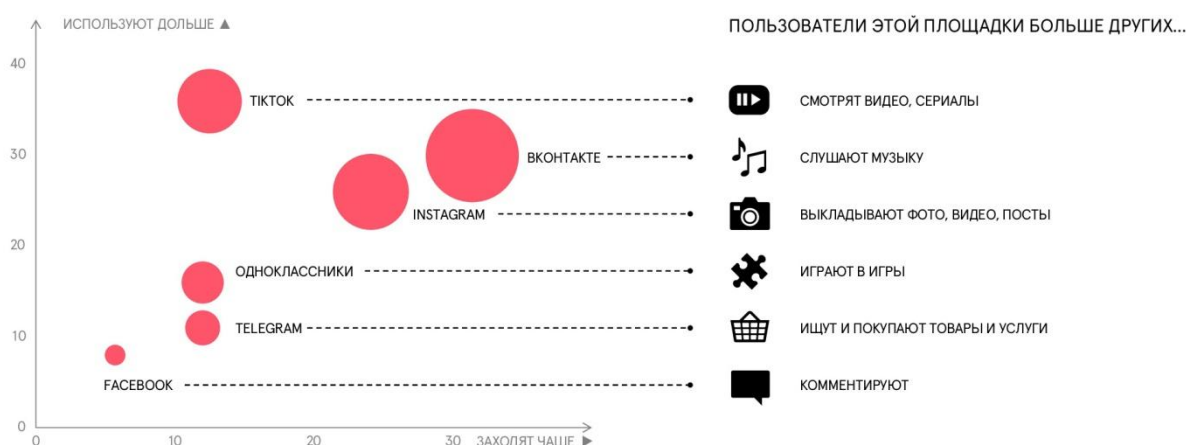 ИСПОЛЬЗУЮТ ДОЛЬШЕ ▲
ПОЛЬЗОВАТЕЛИ ЭТОЙ ПЛОЩАДКИ БОЛЬШЕ ДРУГИХ...
40
TIKTOK
СМОТРЯТ ВИДЕО, СЕРИАЛЫ
30
ВКОНТАКТЕ
СЛУШАЮТ МУЗЫКУ
INSTAGRAM
ВЫКЛАДЫВАЮТ ФОТО, ВИДЕО, ПОСТЫ
20
ОДНОКЛАССНИКИ
ИГРАЮТ В ИГРЫ
10
TELEGRAM
ИЩУТ И ПОКУПАЮТ ТОВАРЫ И УСЛУГИ
FACEBOOK
КОММЕНТИРУЮТ
0
0 10 20 30 ЗАХОДЯТ ЧАЩЕ ▶